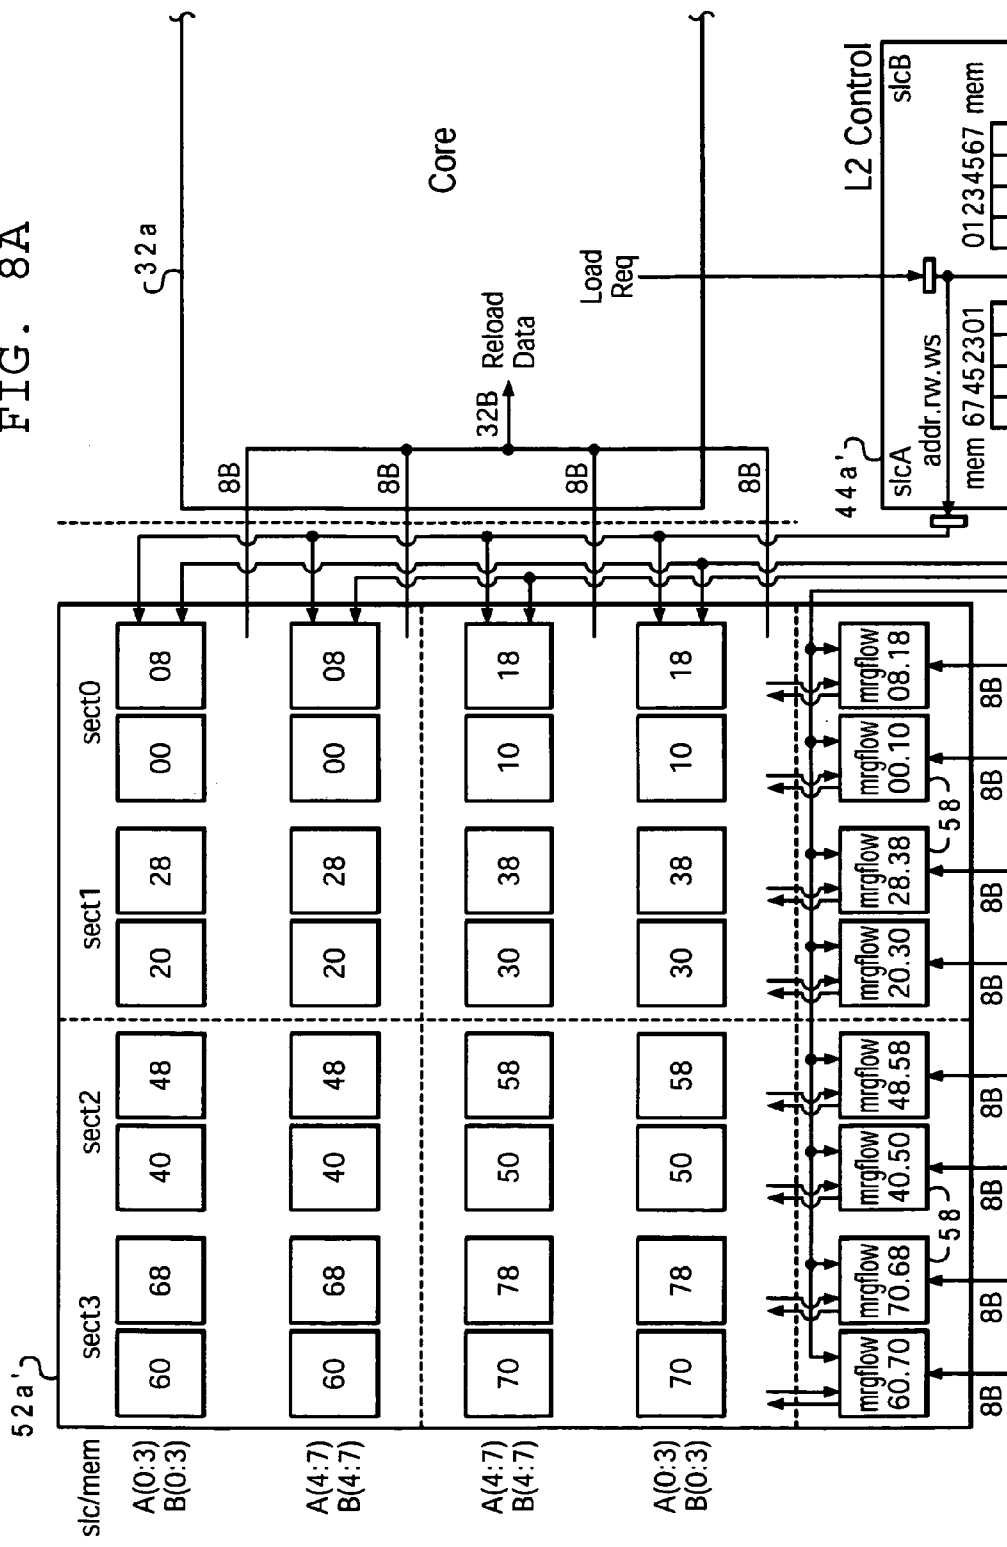 FIG. 8A
52a'
slc/mem
sect3
sect2
sect1
sect0
32a
A(0:3)
B(0:3)
60
68
40
48
20
28
00
08
8B
A(4:7)
B(4:7)
60
68
40
48
20
28
00
08
8B
32B
Reload
Data
Core
A(4:7)
B(4:7)
70
78
50
58
30
38
10
18
8B
Load
Req
A(0:3)
B(0:3)
70
78
50
58
30
38
10
18
8B
mrgflow
60.70
mrgflow
70.68
mrgflow
40.50
mrgflow
48.58
mrgflow
20.30
mrgflow
28.38
mrgflow
00.10
mrgflow
08.18
58
58
8B
8B
8B
8B
8B
8B
8B
8B
44a'
L2 Control
slcA
slcB
addr.rw.ws
mem 67452301
01234567 mem